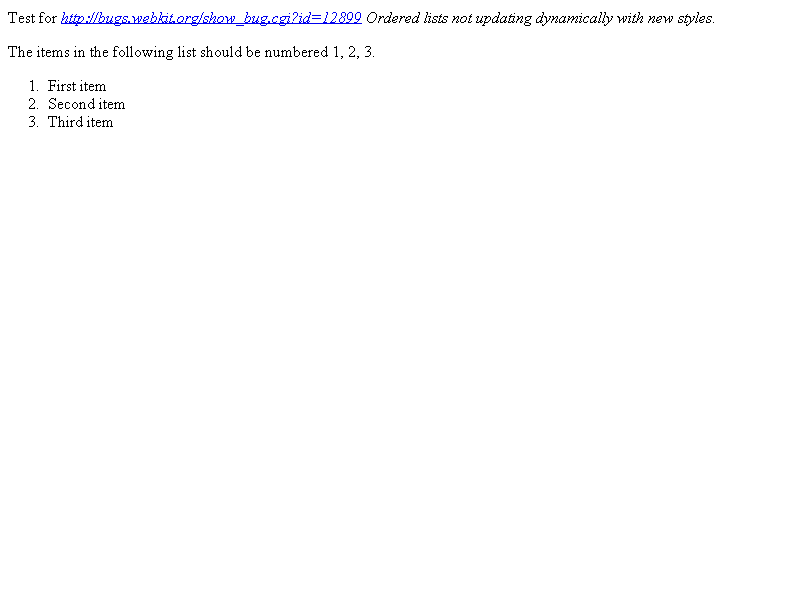 Test for http://bugs.webkit.org/show_bug.cgi?id=12899 Ordered lists not updating dynamically with new styles.
The items in the following list should be numbered 1, 2, 3.
1. First item
2. Second item
3. Third item